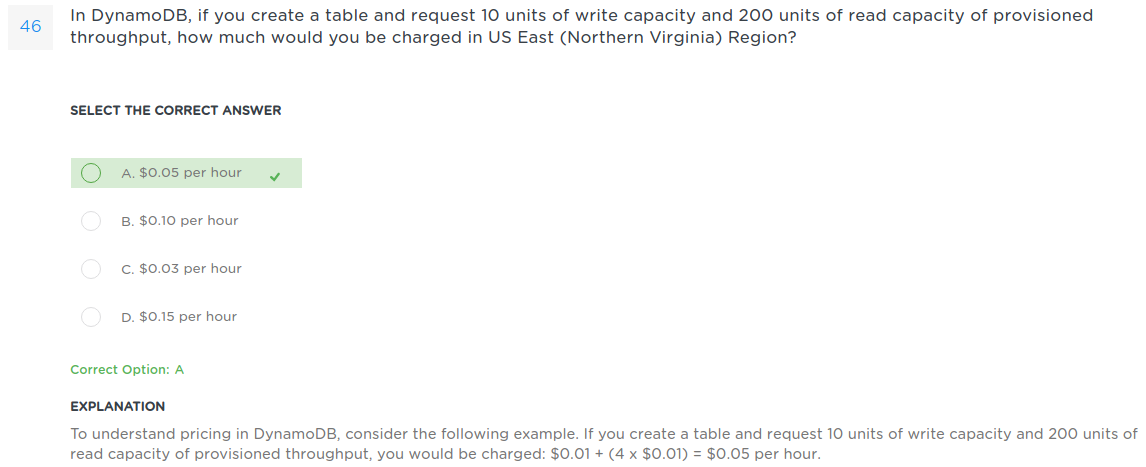 46
In DynamoDB, if you create a table and request 10 units of write capacity and 200 units of read capacity of provisioned
throughput, how much would you be charged in US East (Northern Virginia) Region?
SELECT THE CORRECT ANSWER
A. $0.05 per hour
B. $0.10 per hour
C. $0.03 per hour
D. $0.15 per hour
Correct Option: A
EXPLANATION
To understand pricing in DynamoDB, consider the following example. If you create a table and request 10 units of write capacity and 200 units of
read capacity of provisioned throughput, you would be charged: $0.01 + (4 x $0.01) = $0.05 per hour.